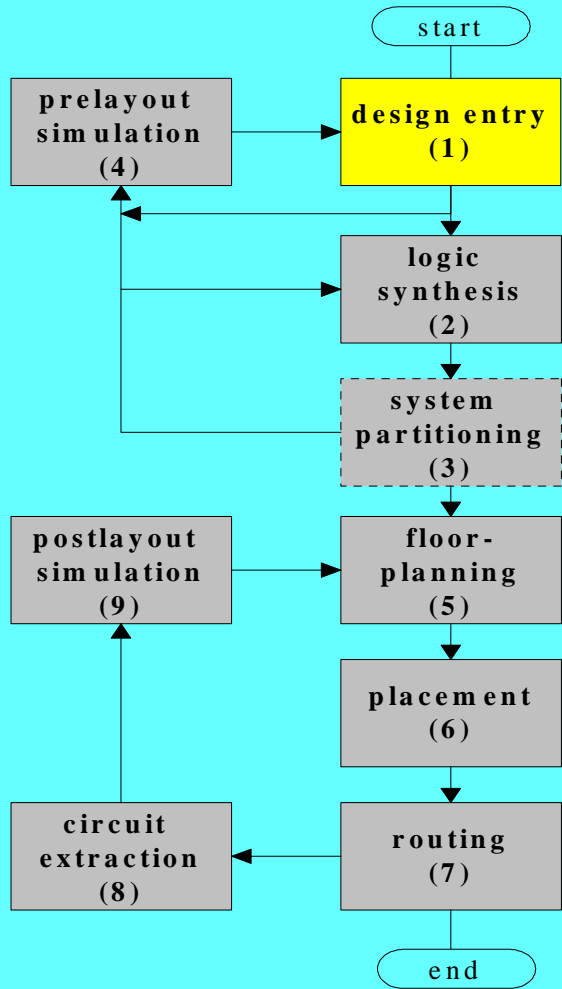 start
prelayout
simulation
(4)
design entry
(1)
logic
synthesis
(2)
system
partitioning
(3)
postlayout
simulation
(9)
floor-
planning
(5)
placement
(6)
circuit
extraction
(8)
routing
(7)
end